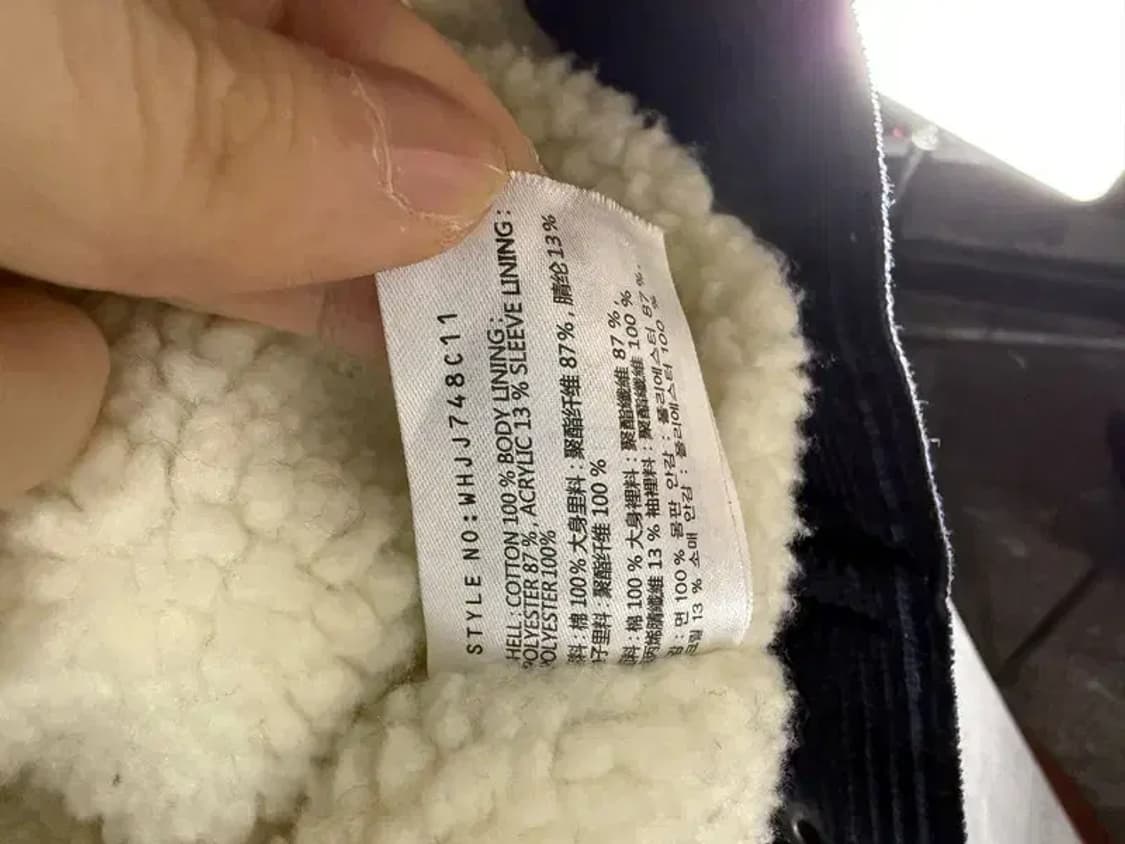 STYLE NO:WHJJ748C11
HELL: COTTON 100 % BODY LINING:
POLYESTER 87 %, ACRYLIC 13 % SLEEVE LINING:
POLYESTER 100%
料: 棉 100 % 大身里料: 聚酯纤维 87%, 腈纶 13%
子里料: 聚酯纤维 100 %
料: 棉 100 % 大身裡料: 聚酯纖維 87 %,
丙烯腈纖維 13 % 袖裡料: 聚酯纖維 100 %
: 면 100 % 몸판 안감: 폴리에스터 87 %,
크릴 13 % 소매 안감: 폴리에스터 100 %